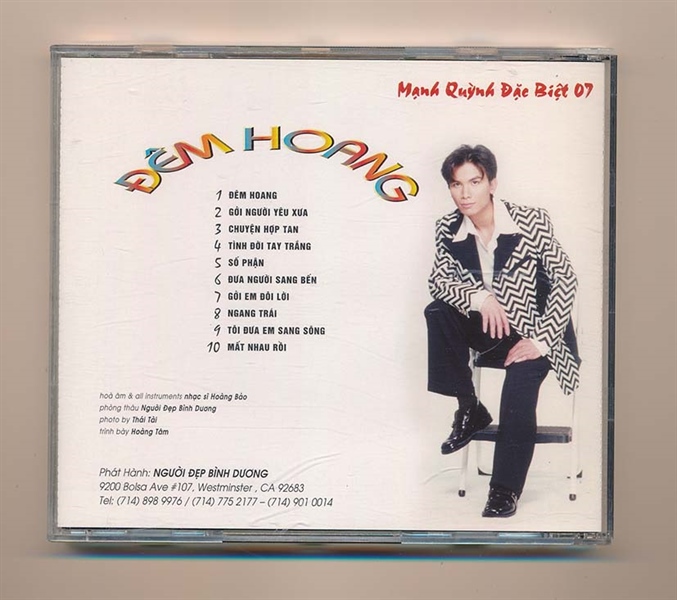 Mạnh Quỳnh Đặc Biệt 07
ĐÊM HOANG
1 ĐÊM HOANG
2 GỞI NGƯỜI YÊU XƯA
3 CHUYỆN HỢP TAN
4 TÌNH ĐỜI TAY TRẮNG
5 SỐ PHẬN
6 ĐƯA NGƯỜI SANG BẾN
7 GỞI EM ĐÔI LỜI
8 NGANG TRÁI
9 TÔI ĐƯA EM SANG SÔNG
10 MẤT NHAU RỒI
hoà âm & all instruments nhạc sĩ Hoàng Bảo
phòng thâu Người Đẹp Bình Dương
photo by Thái Tài
trình bày Hoàng Tâm
Phát Hành: NGƯỜI ĐẸP BÌNH DƯƠNG
9200 Bolsa Ave #107, Westminster , CA 92683
Tel: (714) 898 9976 / (714) 775 2177 – (714) 901 0014